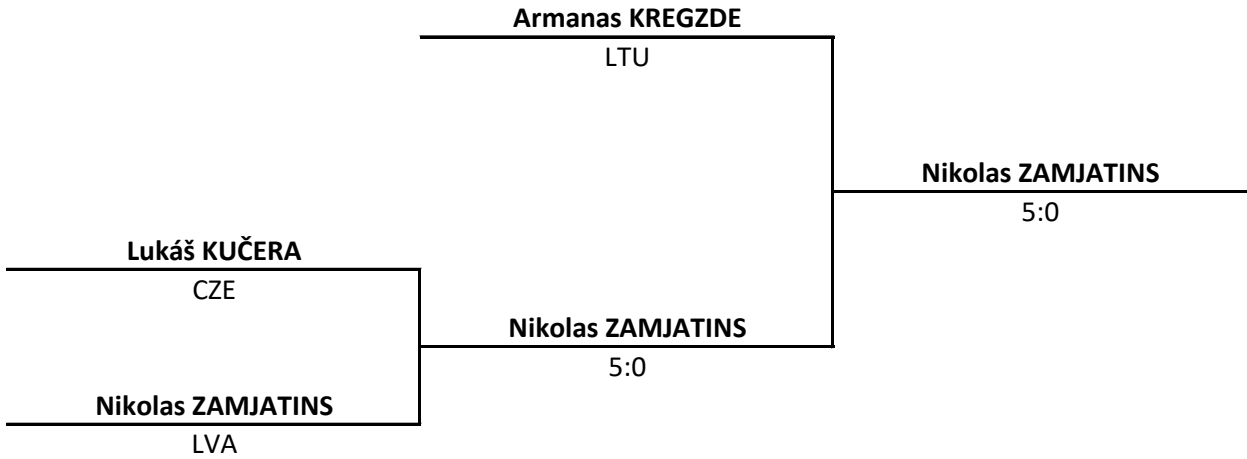 Armanas KREGZDE
LTU
Nikolas ZAMJATINS
5:0
Lukáš KUČERA
CZE
Nikolas ZAMJATINS
5:0
Nikolas ZAMJATINS
LVA